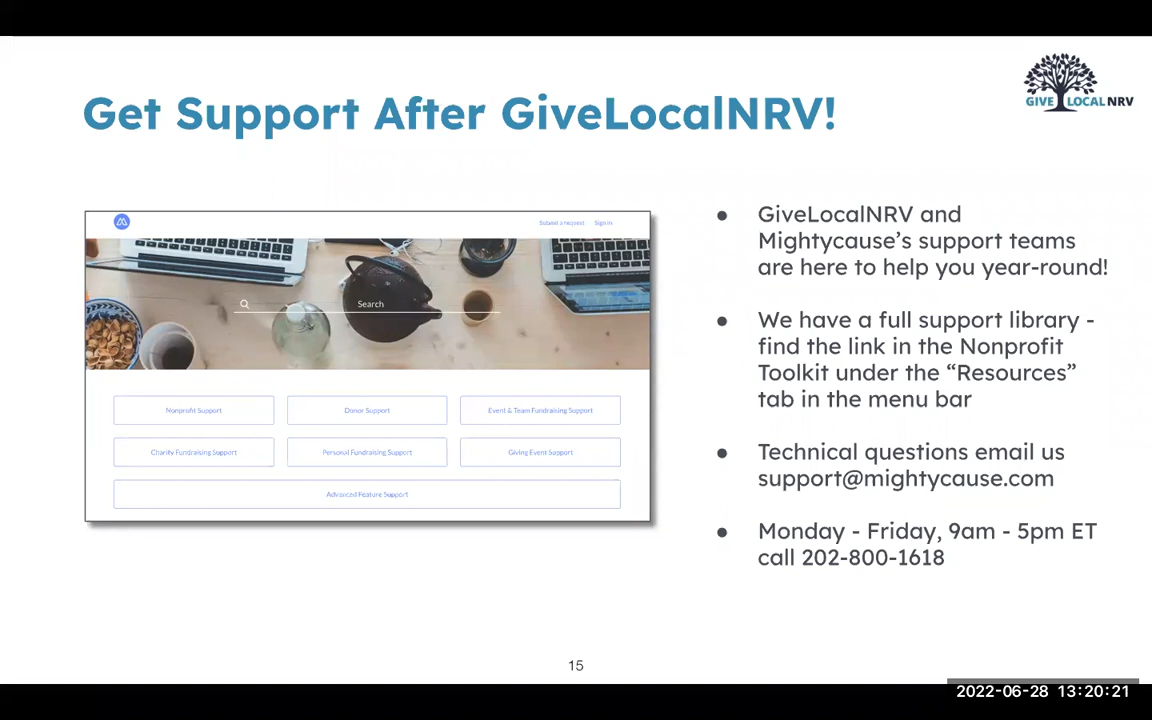 Get Support After GiveLocalNRV!
GIVE LOCAL NRV
Submit a request Sign in
Search
Nonprofit Support
Donor Support
Event & Team Fundraising Support
Charity Fundraising Support
Personal Fundraising Support
Giving Event Support
Advanced Feature Support
● GiveLocalNRV and
Mightycause’s support teams
are here to help you year-round!
● We have a full support library -
find the link in the Nonprofit
Toolkit under the “Resources”
tab in the menu bar
● Technical questions email us
support@mightycause.com
● Monday - Friday, 9am - 5pm ET
call 202-800-1618
15
2022-06-28 13:20:21